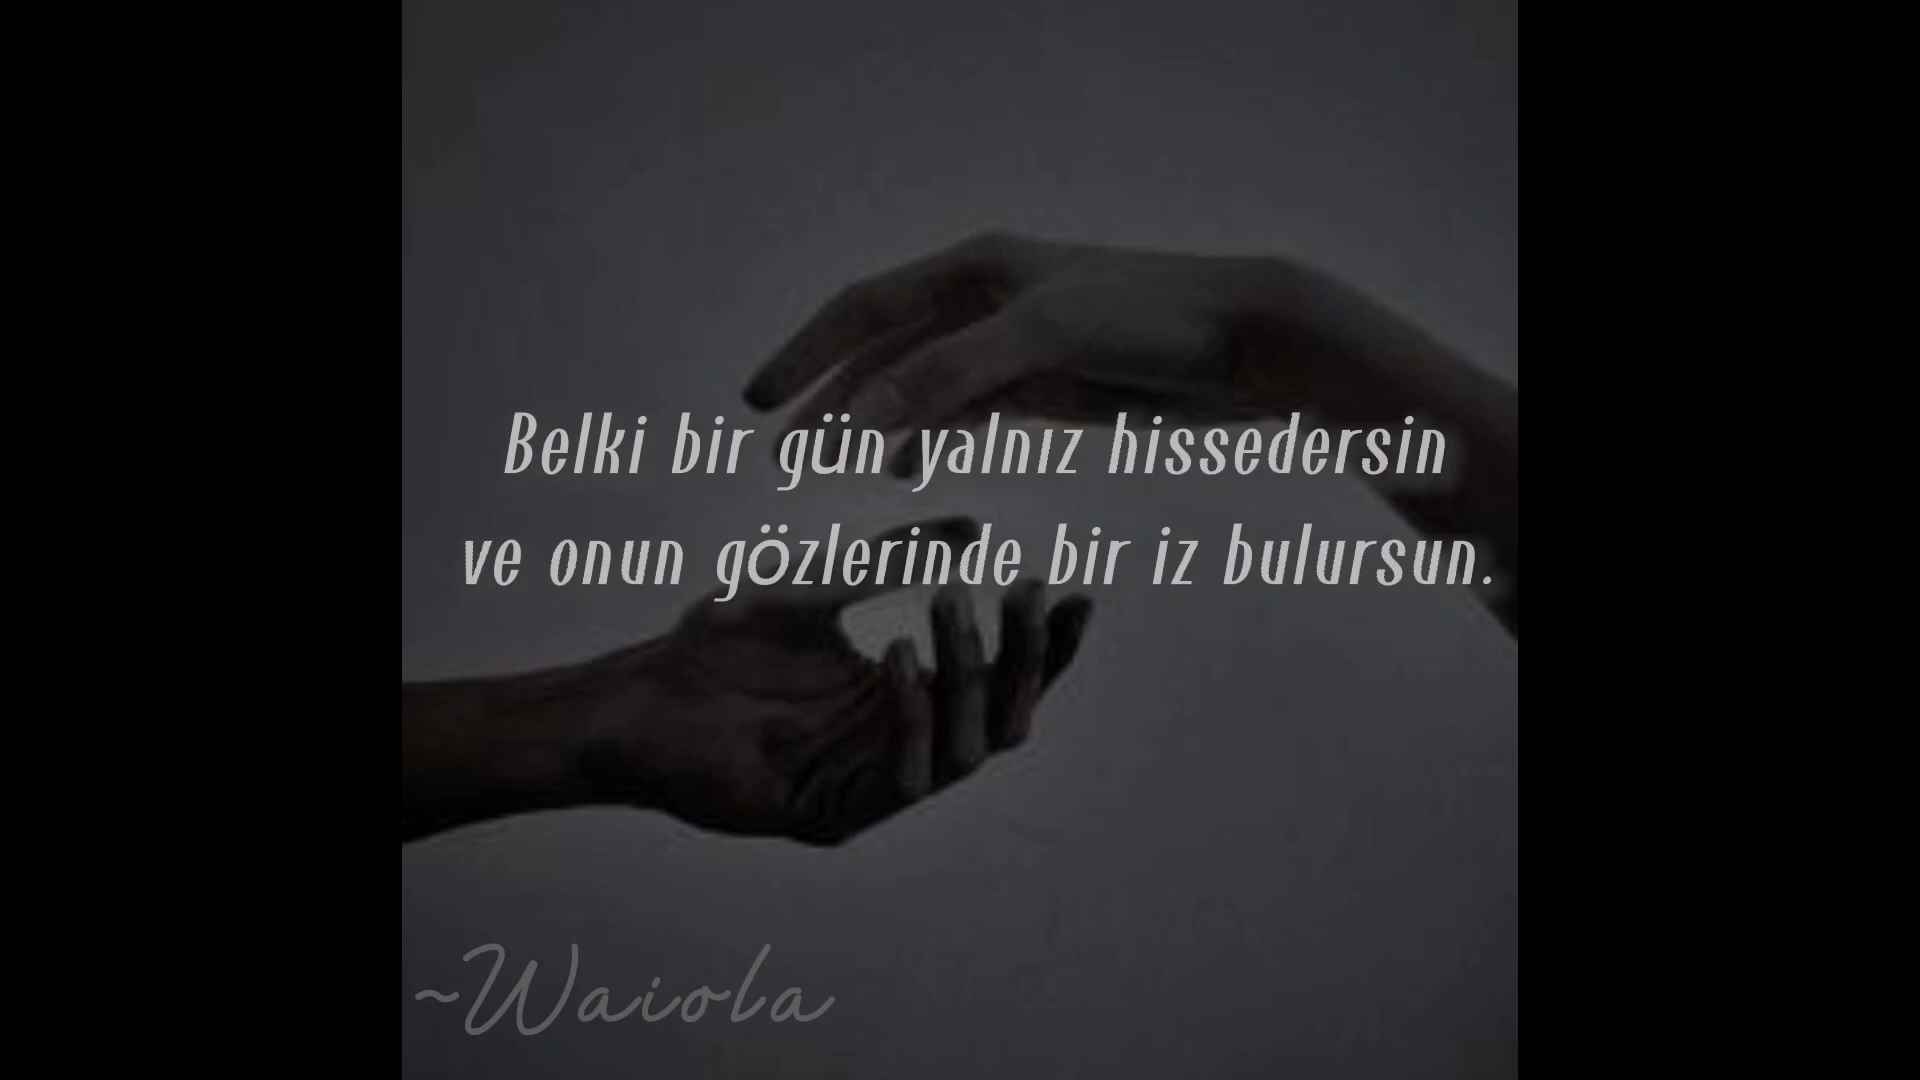 Belki bir gün yalnız hissedersin
ve onun gözlerinde bir iz bulursun.
~Waiola